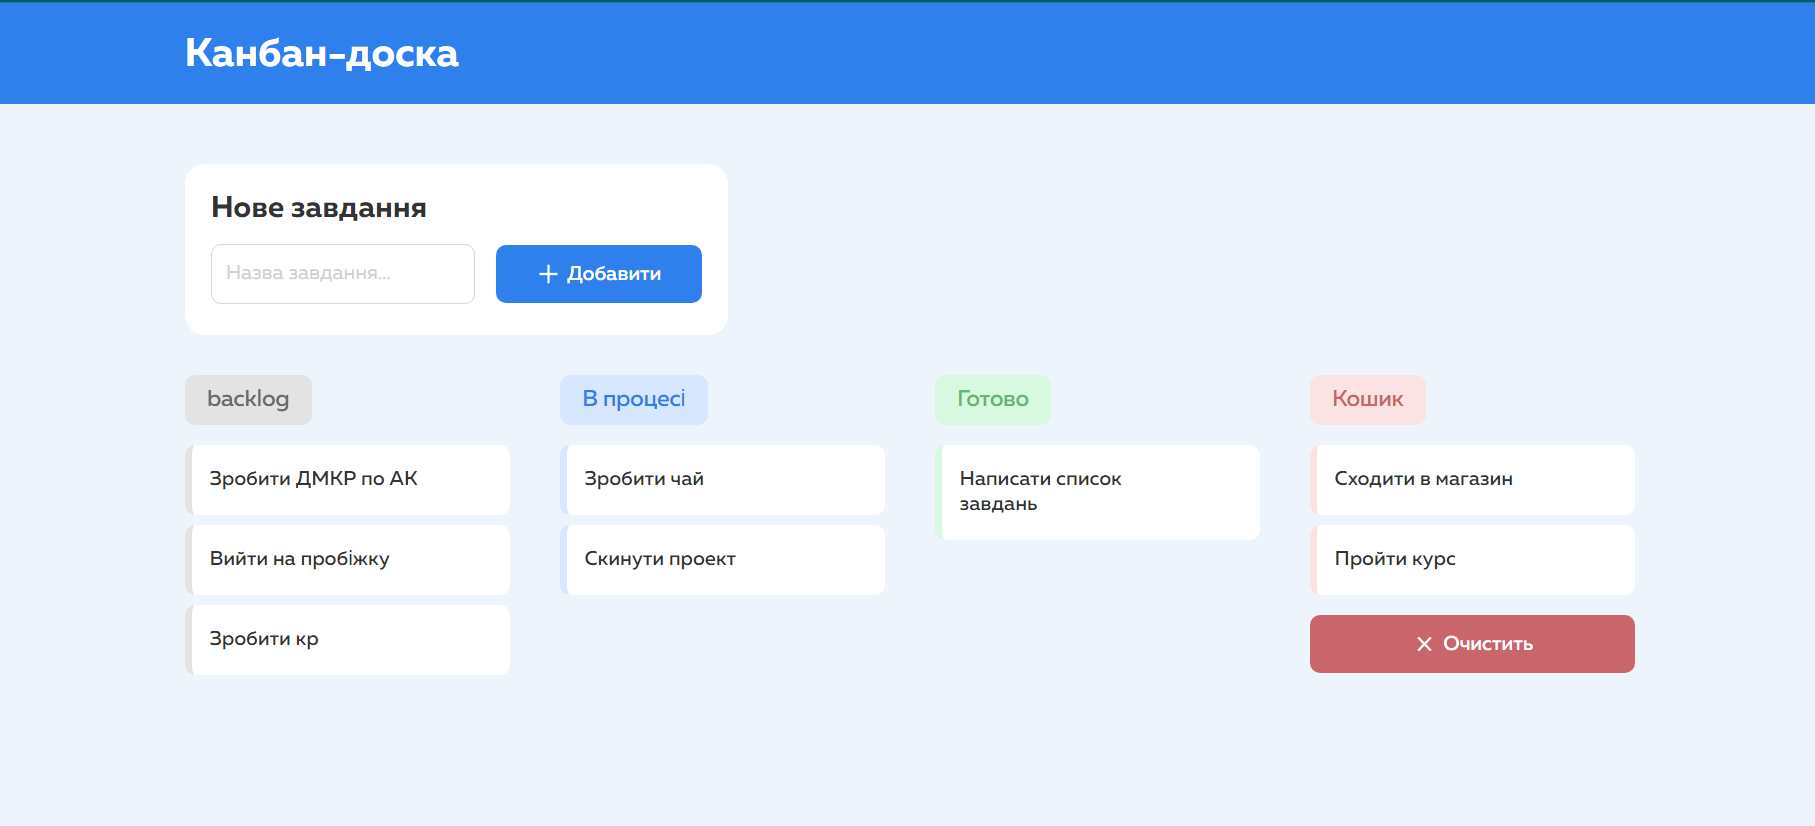 Канбан-доска
Нове завдання
Назва завдання...
Добавити
backlog
Зробити ДМКР по АК
Вийти на пробіжку
Зробити кр
В процесі
Зробити чай
Скинути проект
Готово
Написати список
завдань
Кошик
Сходити в магазин
Пройти курс
Очистить